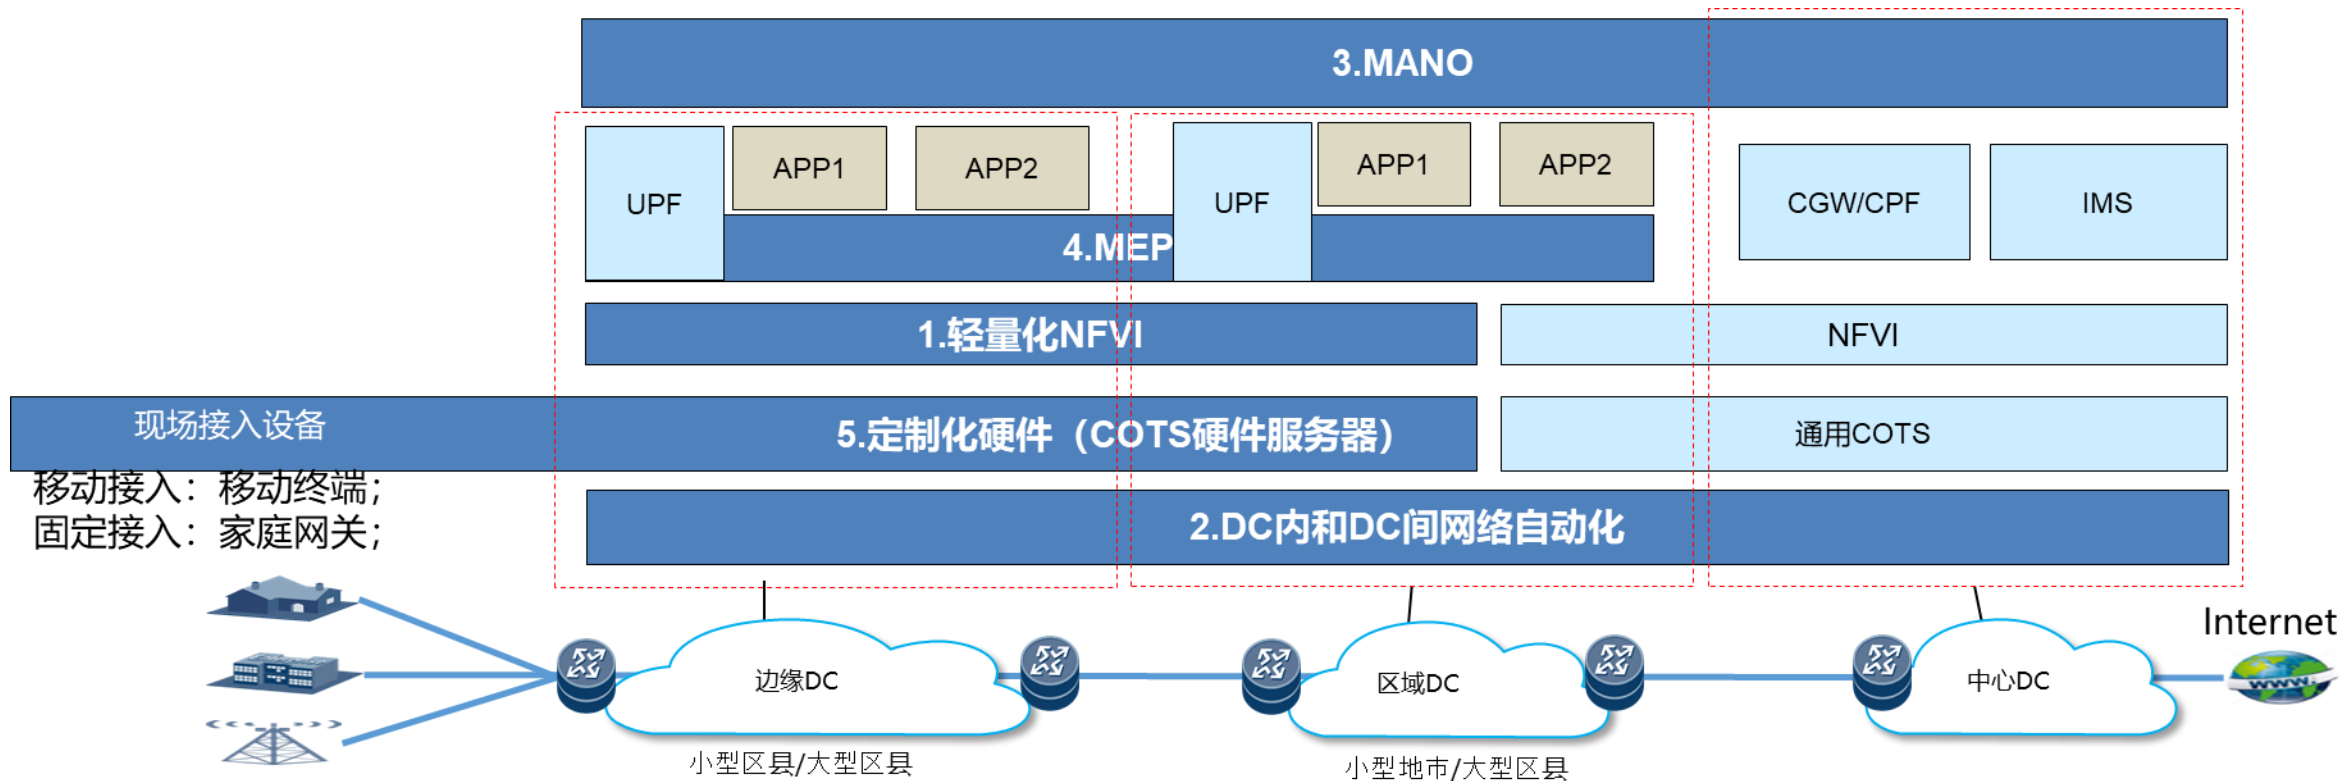 3.MANO
UPF
APP1
APP2
UPF
APP1
APP2
CGW/CPF
IMS
4.MEP
1.轻量化NFVI
NFVI
现场接入设备
5.定制化硬件（COTS硬件服务器）
通用COTS
移动接入：移动终端；
固定接入：家庭网关；
2.DC内和DC间网络自动化
Internet
边缘DC
区域DC
中心DC
WWW.
小型区县/大型区县
小型地市/大型区县